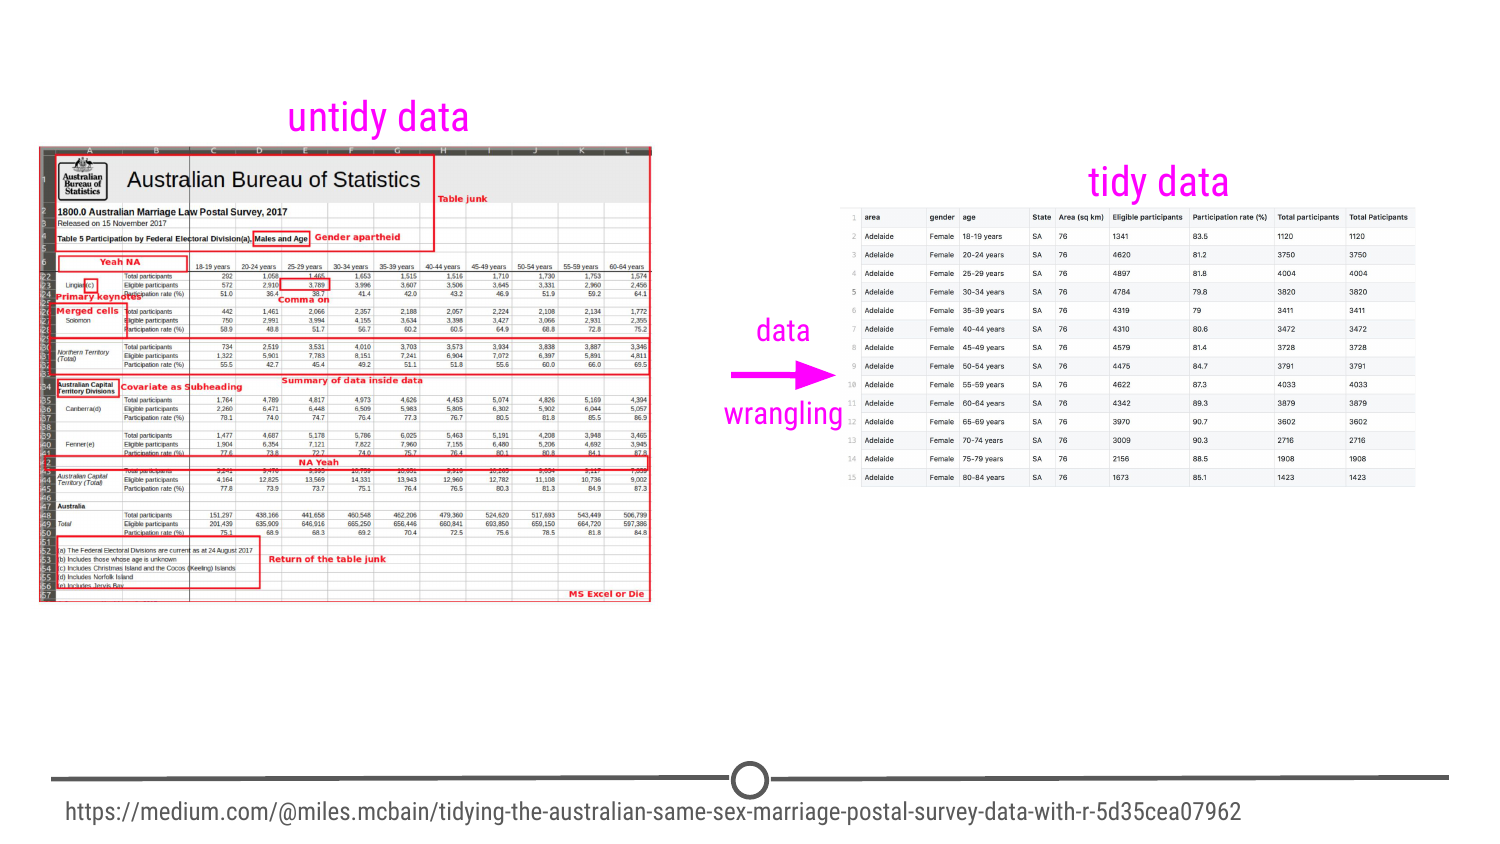 untidy data
A B C D E F G H I J K L
Australian
Bureau of
Statistics
Australian Bureau of Statistics
Table junk
1800.0 Australian Marriage Law Postal Survey, 2017
Released on 15 November 2017
Table 5 Participation by Federal Electoral Division(a), Males and Age
Gender apartheid
Yeah NA
18-19 years 20-24 years 25-29 years 30-34 years 35-39 years 40-44 years 45-49 years 50-54 years 55-59 years 60-64 years
Total participants 292 1,058 1,465 1,653 1,515 1,516 1,710 1,730 1,753 1,574
Lingiari(c) Eligible participants 572 2,910 3,789 3,996 3,607 3,506 3,645 3,331 2,960 2,456
Participation rate (%) 51.0 36.4 38.7 41.4 42.0 43.2 46.9 51.9 59.2 64.1
Primary keynotes
Comma on
Merged cells
Total participants 442 1,461 2,066 2,357 2,188 2,057 2,224 2,108 2,134 1,772
Solomon Eligible participants 750 2,991 3,994 4,155 3,634 3,398 3,427 3,066 2,931 2,355
Participation rate (%) 58.9 48.8 51.7 56.7 60.2 60.5 64.9 68.8 72.8 75.2
Total participants 734 2,519 3,531 4,010 3,703 3,573 3,934 3,838 3,887 3,346
Northern Territory (Total) Eligible participants 1,322 5,901 7,783 8,151 7,241 6,904 7,072 6,397 5,891 4,811
Participation rate (%) 55.5 42.7 45.4 49.2 51.1 51.8 55.6 60.0 66.0 69.5
Summary of data inside data
Australian Capital
Territory Divisions
Covariate as Subheading
Total participants 1,764 4,789 4,817 4,973 4,626 4,453 5,074 4,826 5,169 4,394
Canberra(d) Eligible participants 2,260 6,471 6,448 6,509 5,983 5,805 6,302 5,902 6,044 5,057
Participation rate (%) 78.1 74.0 74.7 76.4 77.3 76.7 80.5 81.8 85.5 86.9
Total participants 1,477 4,687 5,178 5,786 6,025 5,463 5,191 4,208 3,948 3,465
Fenner(e) Eligible participants 1,904 6,354 7,121 7,822 7,960 7,155 6,480 5,206 4,692 3,945
Participation rate (%) 77.6 73.8 72.7 74.0 75.7 76.4 80.1 80.8 84.1 87.8
NA Yeah
Total participants
Australian Capital Territory (Total) Eligible participants 4,164 12,825 13,569 14,331 13,943 12,960 12,782 11,108 10,736 9,002
Participation rate (%) 77.8 73.9 73.7 75.1 76.4 76.5 80.3 81.3 84.9 87.3
Australia
Total participants 151,297 438,166 441,658 460,548 462,206 479,360 524,620 517,693 543,449 506,799
Total Eligible participants 201,439 635,909 646,916 665,250 656,446 660,841 693,850 659,150 664,720 597,386
Participation rate (%) 75.1 68.9 68.3 69.2 70.4 72.5 75.6 78.5 81.8 84.8
(a) The Federal Electoral Divisions are current as at 24 August 2017
(b) Includes those whose age is unknown
(c) Includes Christmas Island and the Cocos (Keeling) Islands
(d) Includes Norfolk Island
(e) Includes Jervis Bay
Return of the table junk
MS Excel or Die
data
wrangling
tidy data
1 area gender age State Area (sq km) Eligible participants Participation rate (%) Total participants Total Paticipants
2 Adelaide Female 18-19 years SA 76 1341 83.5 1120 1120
3 Adelaide Female 20-24 years SA 76 4620 81.2 3750 3750
4 Adelaide Female 25-29 years SA 76 4897 81.8 4004 4004
5 Adelaide Female 30-34 years SA 76 4784 79.8 3820 3820
6 Adelaide Female 35-39 years SA 76 4319 79 3411 3411
7 Adelaide Female 40-44 years SA 76 4310 80.6 3472 3472
8 Adelaide Female 45-49 years SA 76 4579 81.4 3728 3728
9 Adelaide Female 50-54 years SA 76 4475 84.7 3791 3791
10 Adelaide Female 55-59 years SA 76 4622 87.3 4033 4033
11 Adelaide Female 60-64 years SA 76 4342 89.3 3879 3879
12 Adelaide Female 65-69 years SA 76 3970 90.7 3602 3602
13 Adelaide Female 70-74 years SA 76 3009 90.3 2716 2716
14 Adelaide Female 75-79 years SA 76 2156 88.5 1908 1908
15 Adelaide Female 80-84 years SA 76 1673 85.1 1423 1423
https://medium.com/@miles.mcbain/tidying-the-australian-same-sex-marriage-postal-survey-data-with-r-5d35cea07962